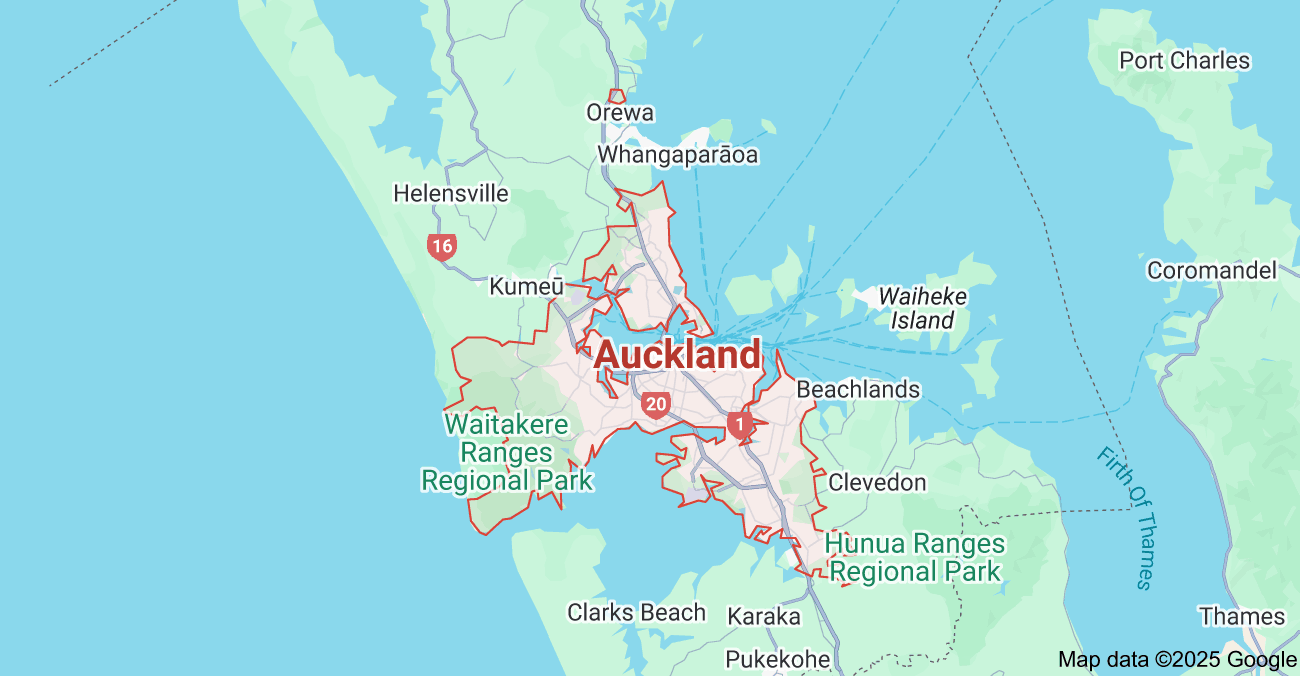 Port Charles
Orewa
Whangaparāoa
Helensville
16
Coromandel
Kumeū
Waiheke
Island
Auckland
Beachlands
20
1
Waitakere
Ranges
Regional Park
Firth Of Thames
Clevedon
Hunua Ranges
Regional Park
Clarks Beach
Karaka
Thames
Pukekohe
Map data ©2025 Google